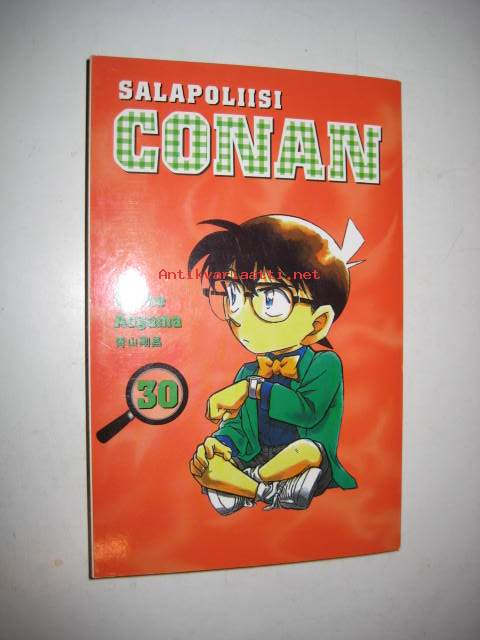 SALAPOLIISI
CONAN
Antikvariaatti.net
Aoyama
青山剛昌
30